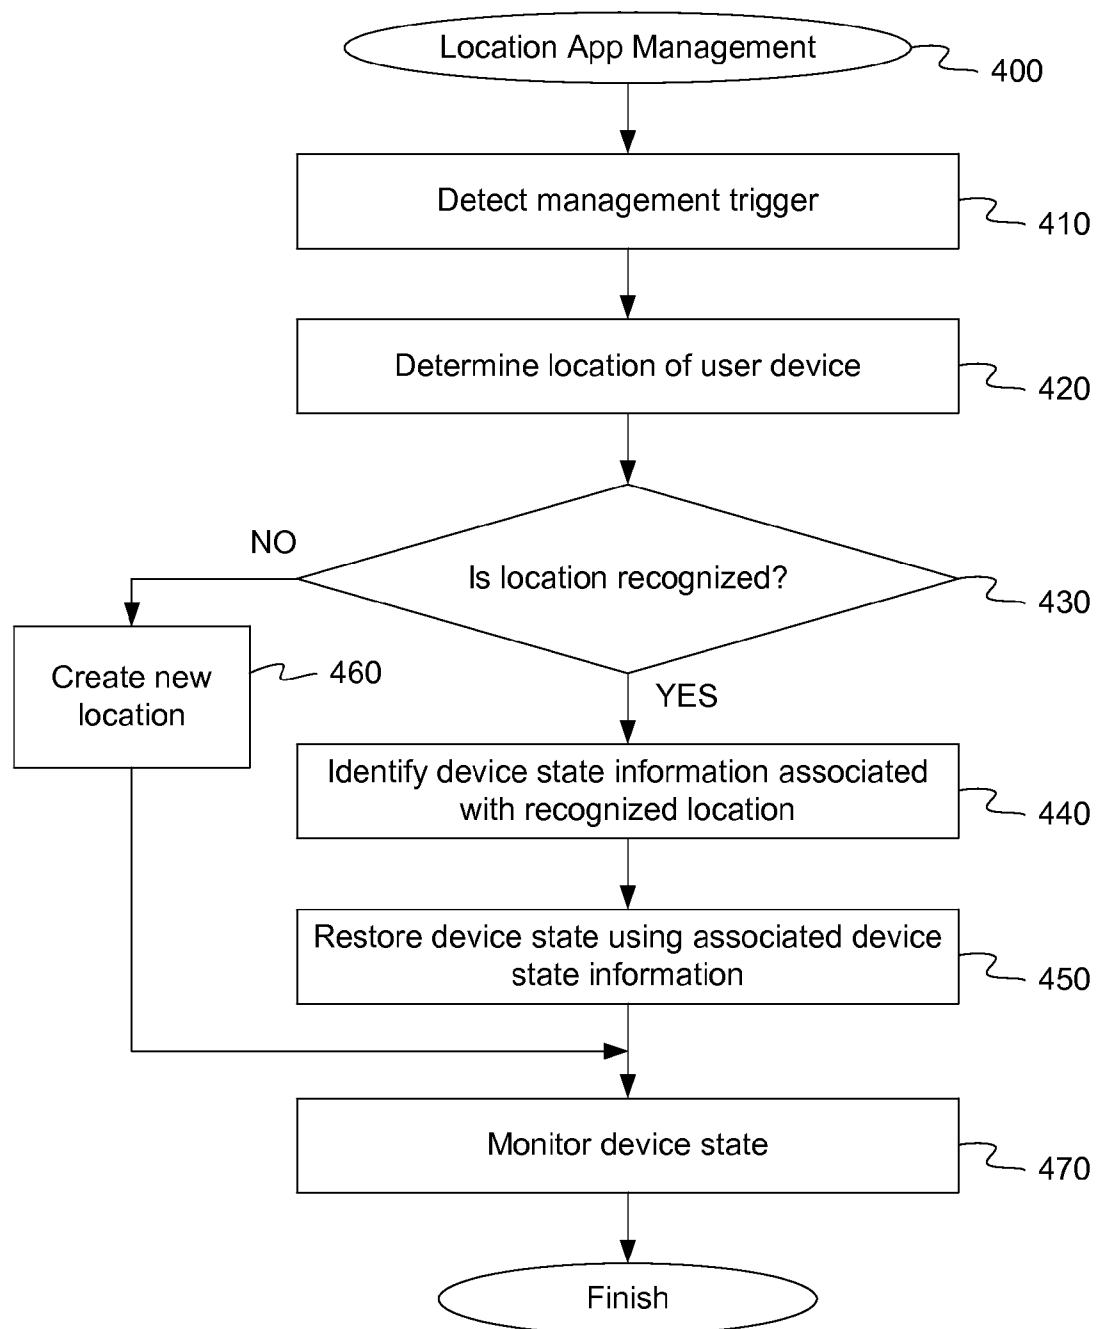 Location App Management
400
Detect management trigger
410
Determine location of user device
420
NO
Is location recognized?
430
Create new
location
460
YES
Identify device state information associated
with recognized location
440
Restore device state using associated device
state information
450
Monitor device state
470
Finish